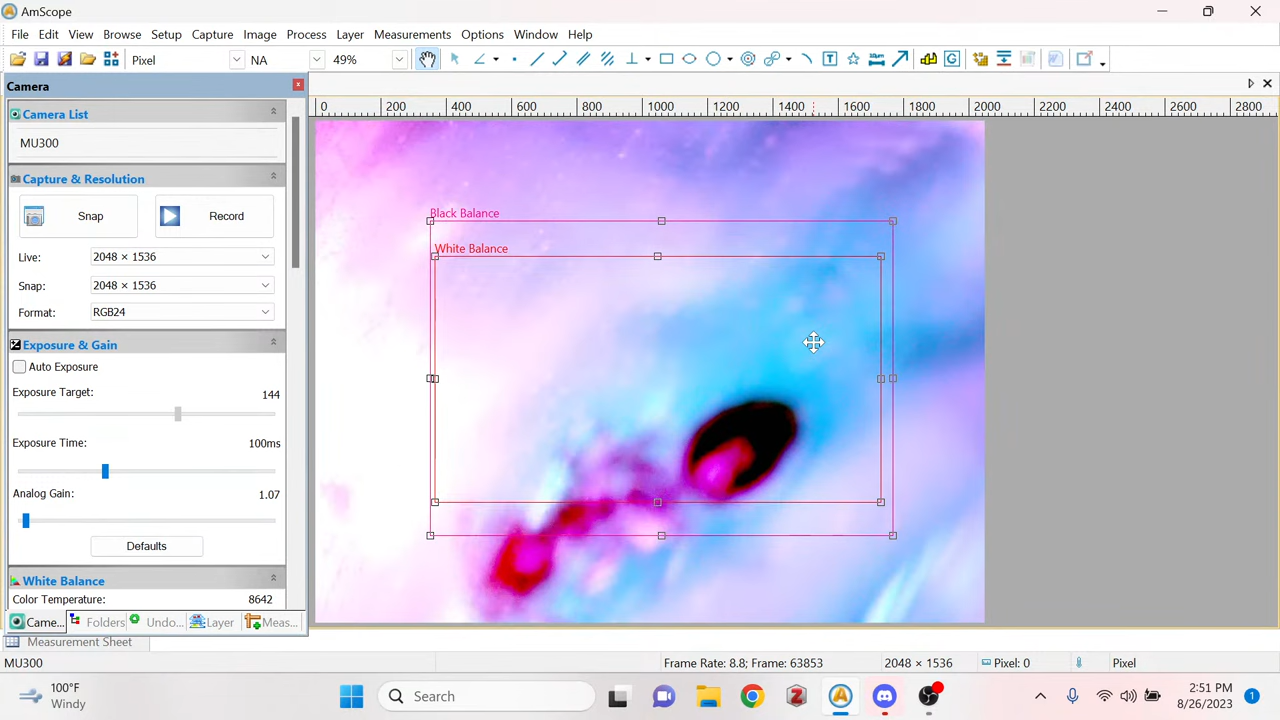 AmScope
File Edit View Browse Setup Capture Image Process Layer Measurements Options Window Help
Pixel NA 49%
Camera
0 200 400 600 800 1000 1200 1400 1600 1800 2000 2200 2400 2600 2800
Camera List
MU300
Capture & Resolution
Snap Record
Live: 2048 × 1536
Snap: 2048 × 1536
Format: RGB24
Exposure & Gain
Auto Exposure
Exposure Target: 144
Exposure Time: 100ms
Analog Gain: 1.07
Defaults
White Balance
Color Temperature: 8642
Black Balance
White Balance
Came... Folders Undo... Layer Meas...
Measurement Sheet
MU300 Frame Rate: 8.8; Frame: 63853 2048 × 1536 Pixel: 0 Pixel
100°F
Windy
Search
2:51 PM
8/26/2023
1